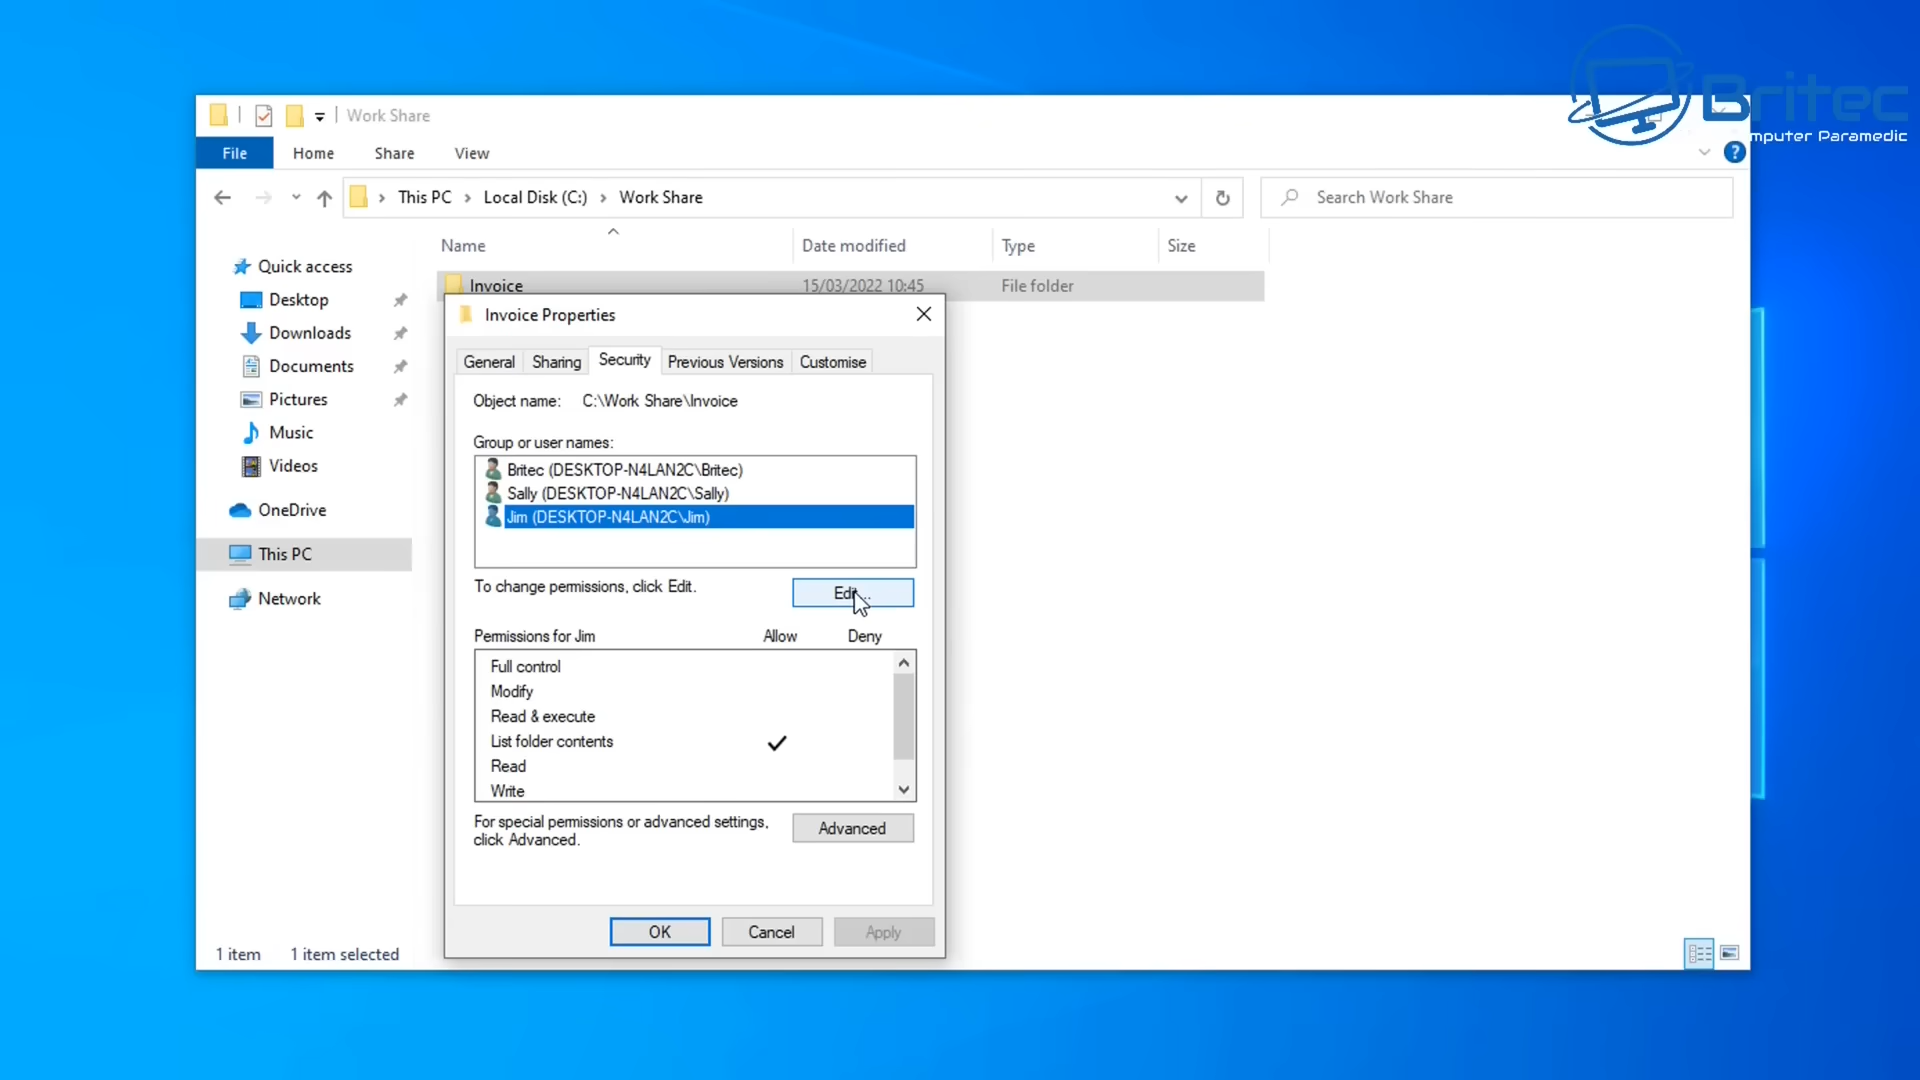 Britec
mputer Paramedic
Work Share
File Home Share View
This PC Local Disk (C:) Work Share
Search Work Share
Name Date modified Type Size
Quick access
Desktop
Downloads
Documents
Pictures
Music
Videos
OneDrive
This PC
Network
Invoice 15/03/2022 10:45 File folder
Invoice Properties
General Sharing Security Previous Versions Customise
Object name: C:\Work Share\Invoice
Group or user names:
Britec (DESKTOP-N4LAN2C\Britec)
Sally (DESKTOP-N4LAN2C\Sally)
Jim (DESKTOP-N4LAN2C\Jim)
To change permissions, click Edit.
Edit...
Permissions for Jim Allow Deny
Full control
Modify
Read & execute
List folder contents
Read
Write
For special permissions or advanced settings,
click Advanced.
Advanced
OK Cancel Apply
1 item 1 item selected